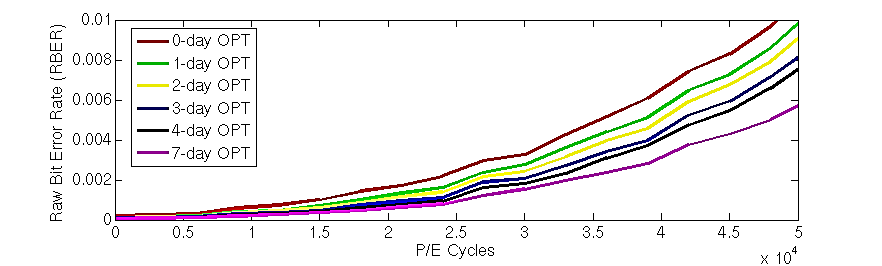 0.01
0.008
0.006
0.004
0.002
0
Raw Bit Error Rate (RBER)
0-day OPT
1-day OPT
2-day OPT
3-day OPT
4-day OPT
7-day OPT
0 0.5 1 1.5 2 2.5 3 3.5 4 4.5 5
P/E Cycles
x 10⁴